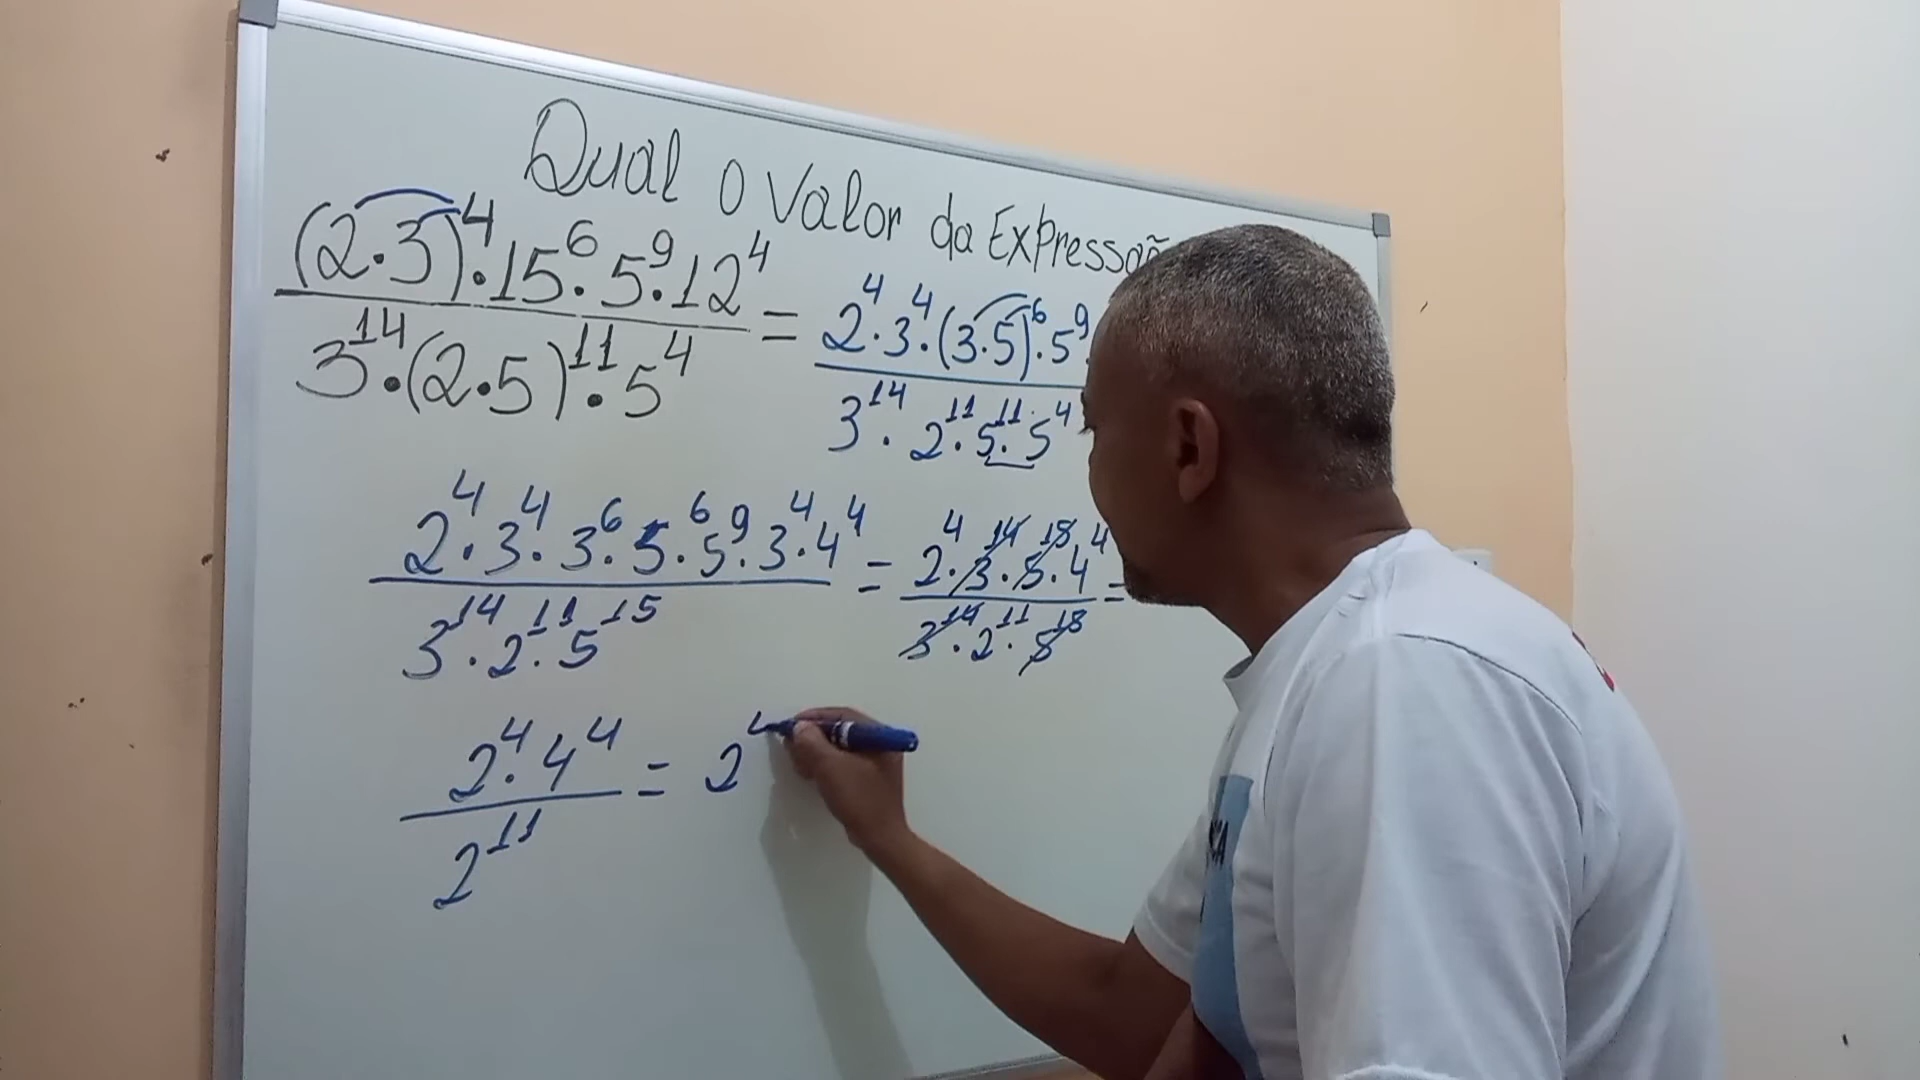 Qual o Valor da Expressão
(2·3)⁴·15⁶·5⁹·12⁴ / 3¹⁴·(2·5)¹¹·5⁴ = 2⁴·3⁴·(3·5)⁶·5⁹ / 3¹⁴·2¹¹·5¹¹·5⁴
2⁴·3⁴·3⁶·5⁶·5⁹·3⁴·4⁴ / 3¹⁴·2¹¹·5¹⁵ = 2⁴·3¹⁴·5¹⁵·4⁴ / 3¹⁴·2¹¹·5¹⁵ =
2⁴·4⁴ / 2¹¹ = 2⁴